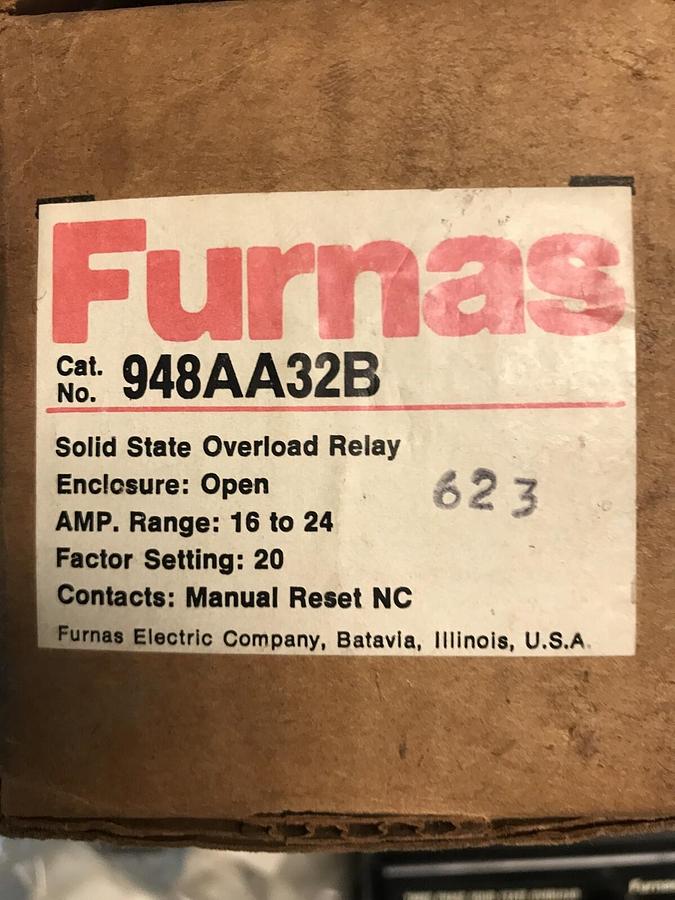 Furnas
Cat.
No. 948AA32B
Solid State Overload Relay
Enclosure: Open
623
AMP. Range: 16 to 24
Factor Setting: 20
Contacts: Manual Reset NC
Furnas Electric Company, Batavia, Illinois, U.S.A.